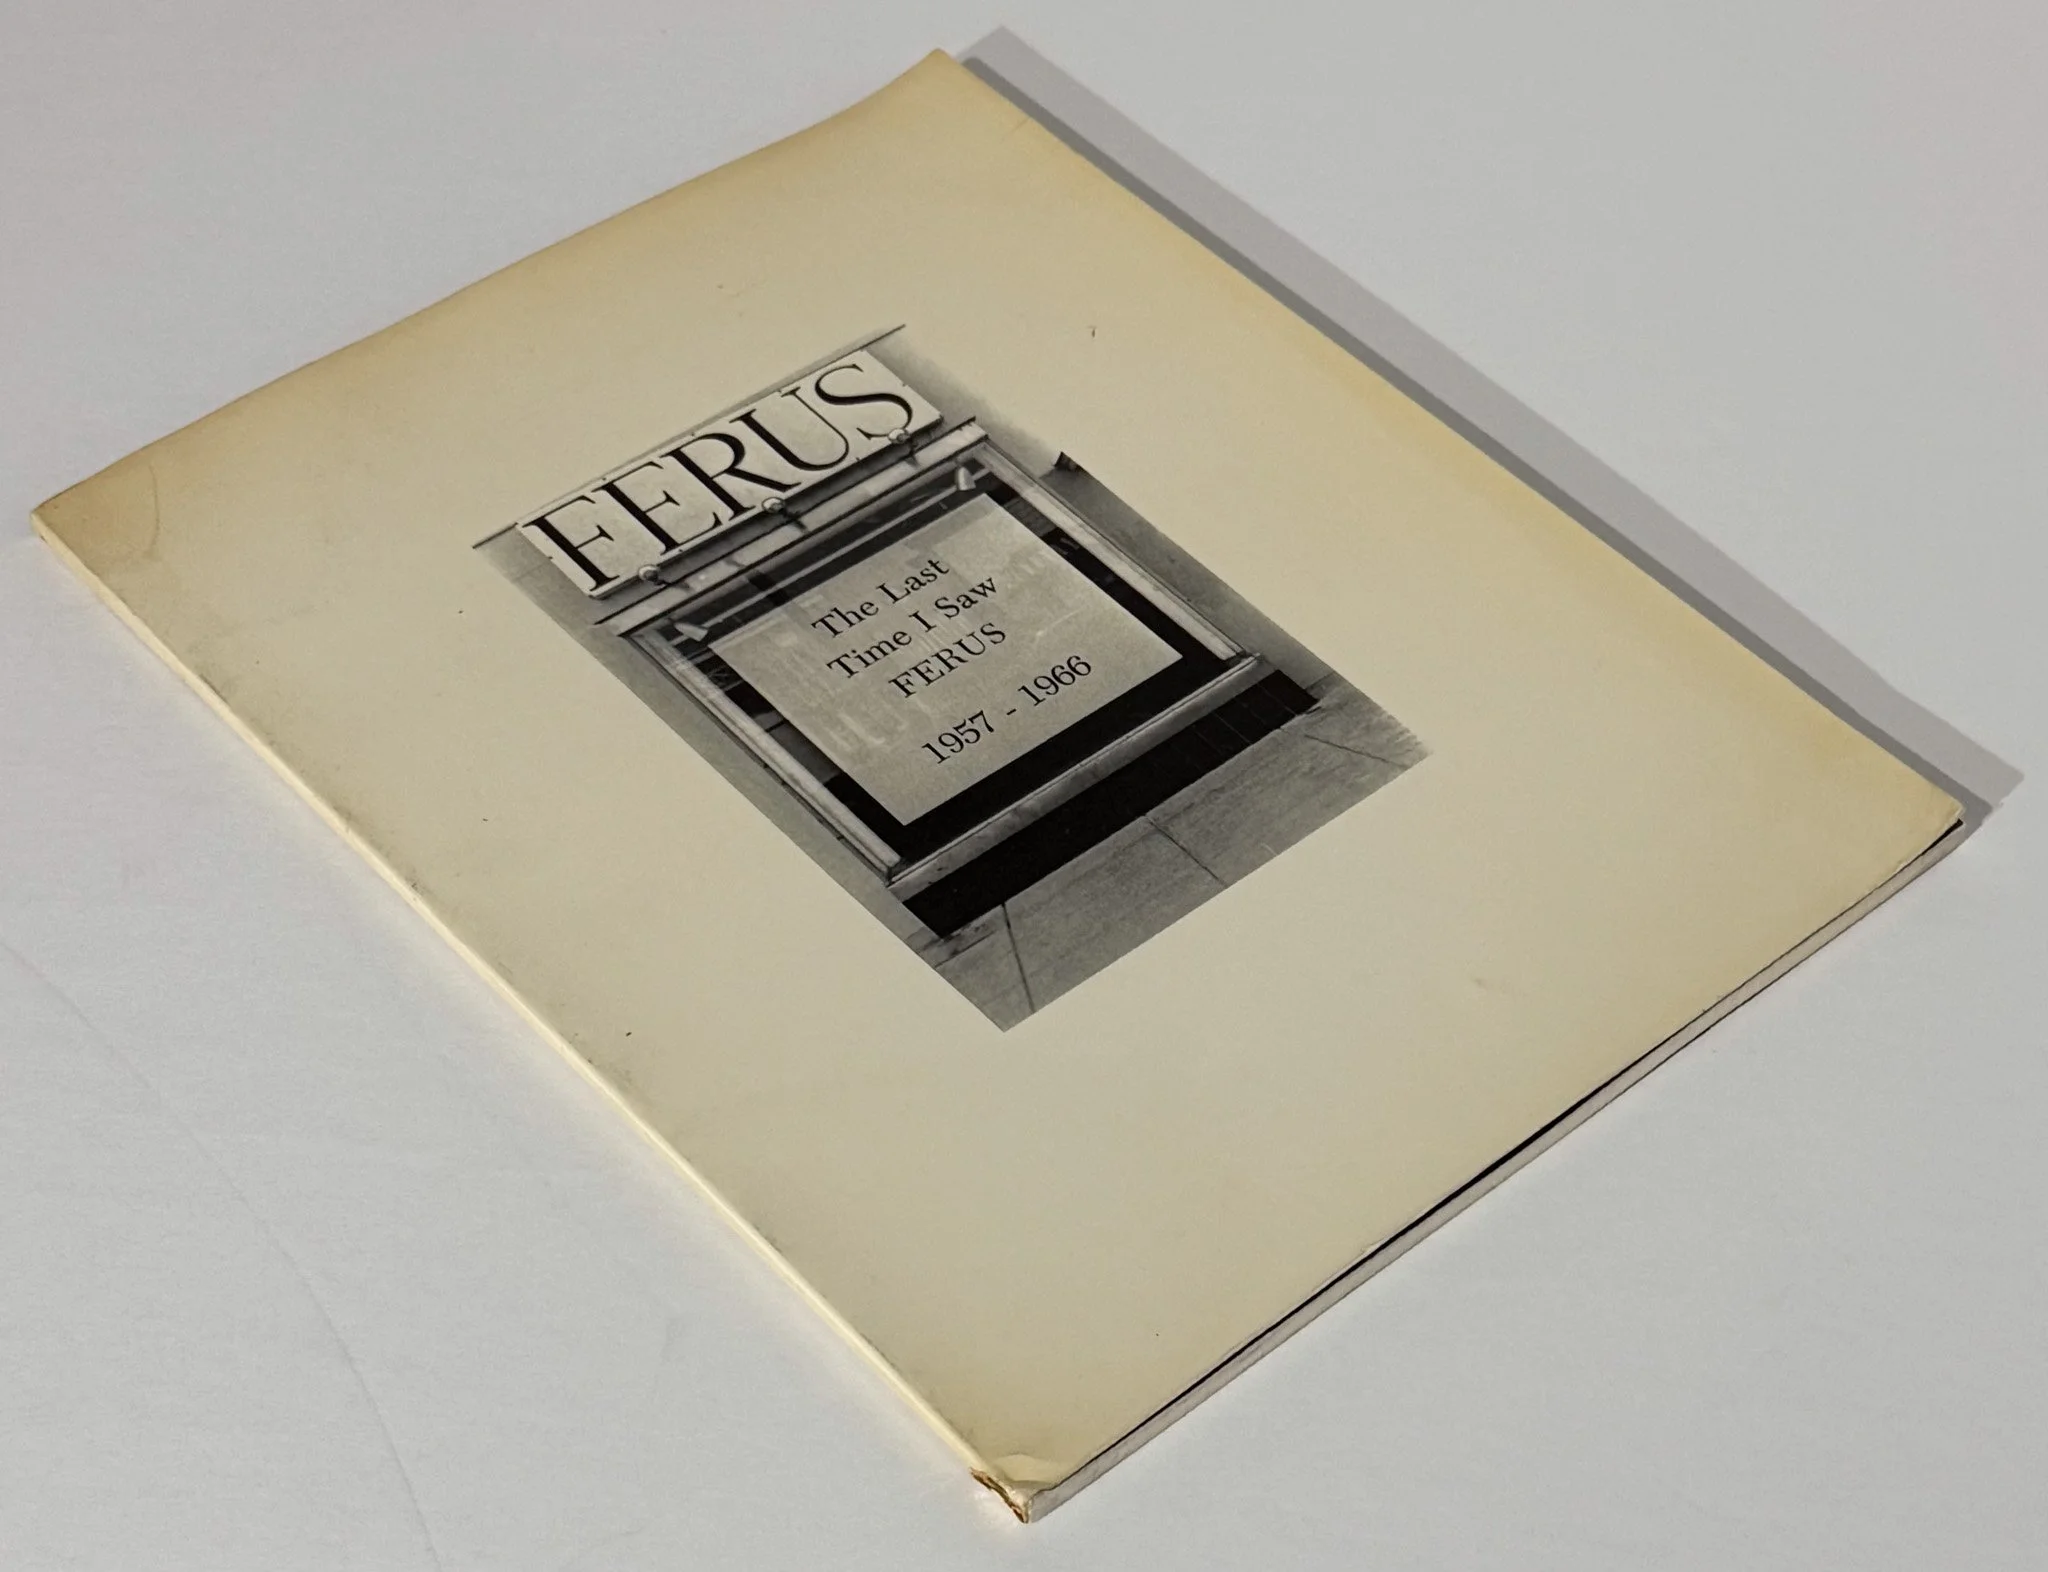 FERUS
The Last
Time I Saw
FERUS
1957 - 1966